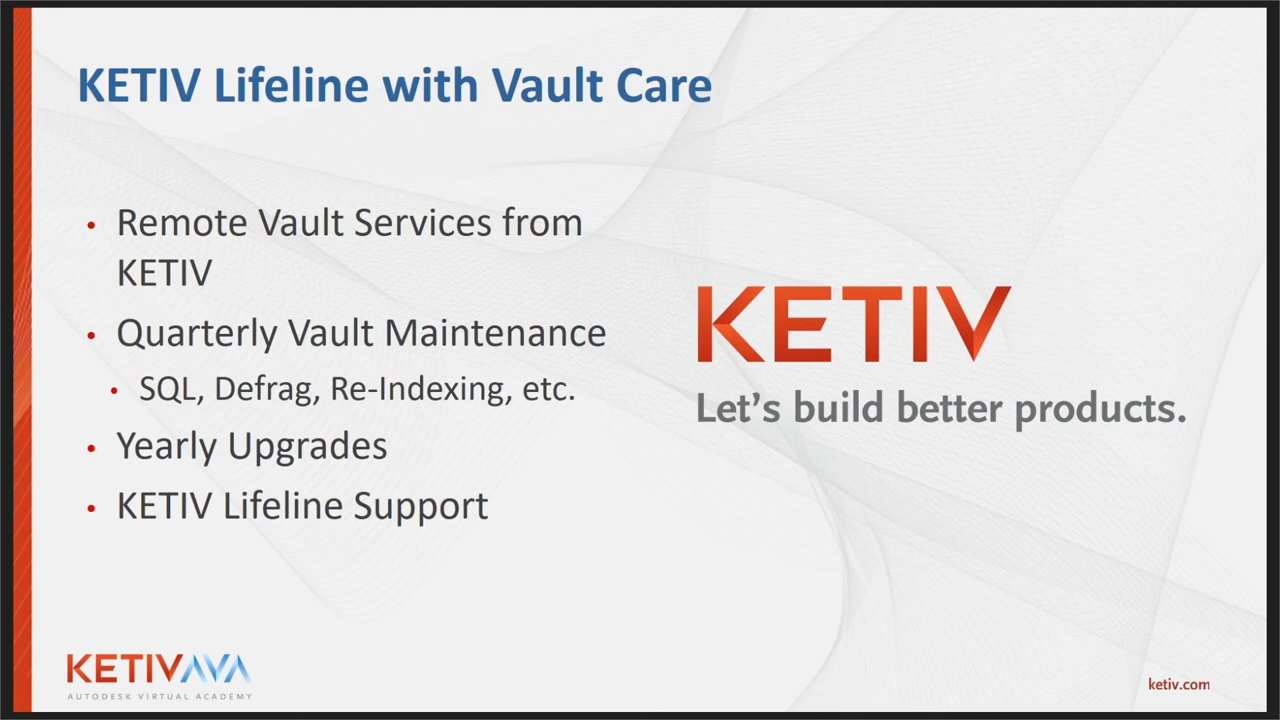 KETIV Lifeline with Vault Care
• Remote Vault Services from
KETIV
• Quarterly Vault Maintenance
• SQL, Defrag, Re-Indexing, etc.
• Yearly Upgrades
• KETIV Lifeline Support
KETIV
Let's build better products.
KETIVAVA
AUTODESK VIRTUAL ACADEMY
ketiv.com